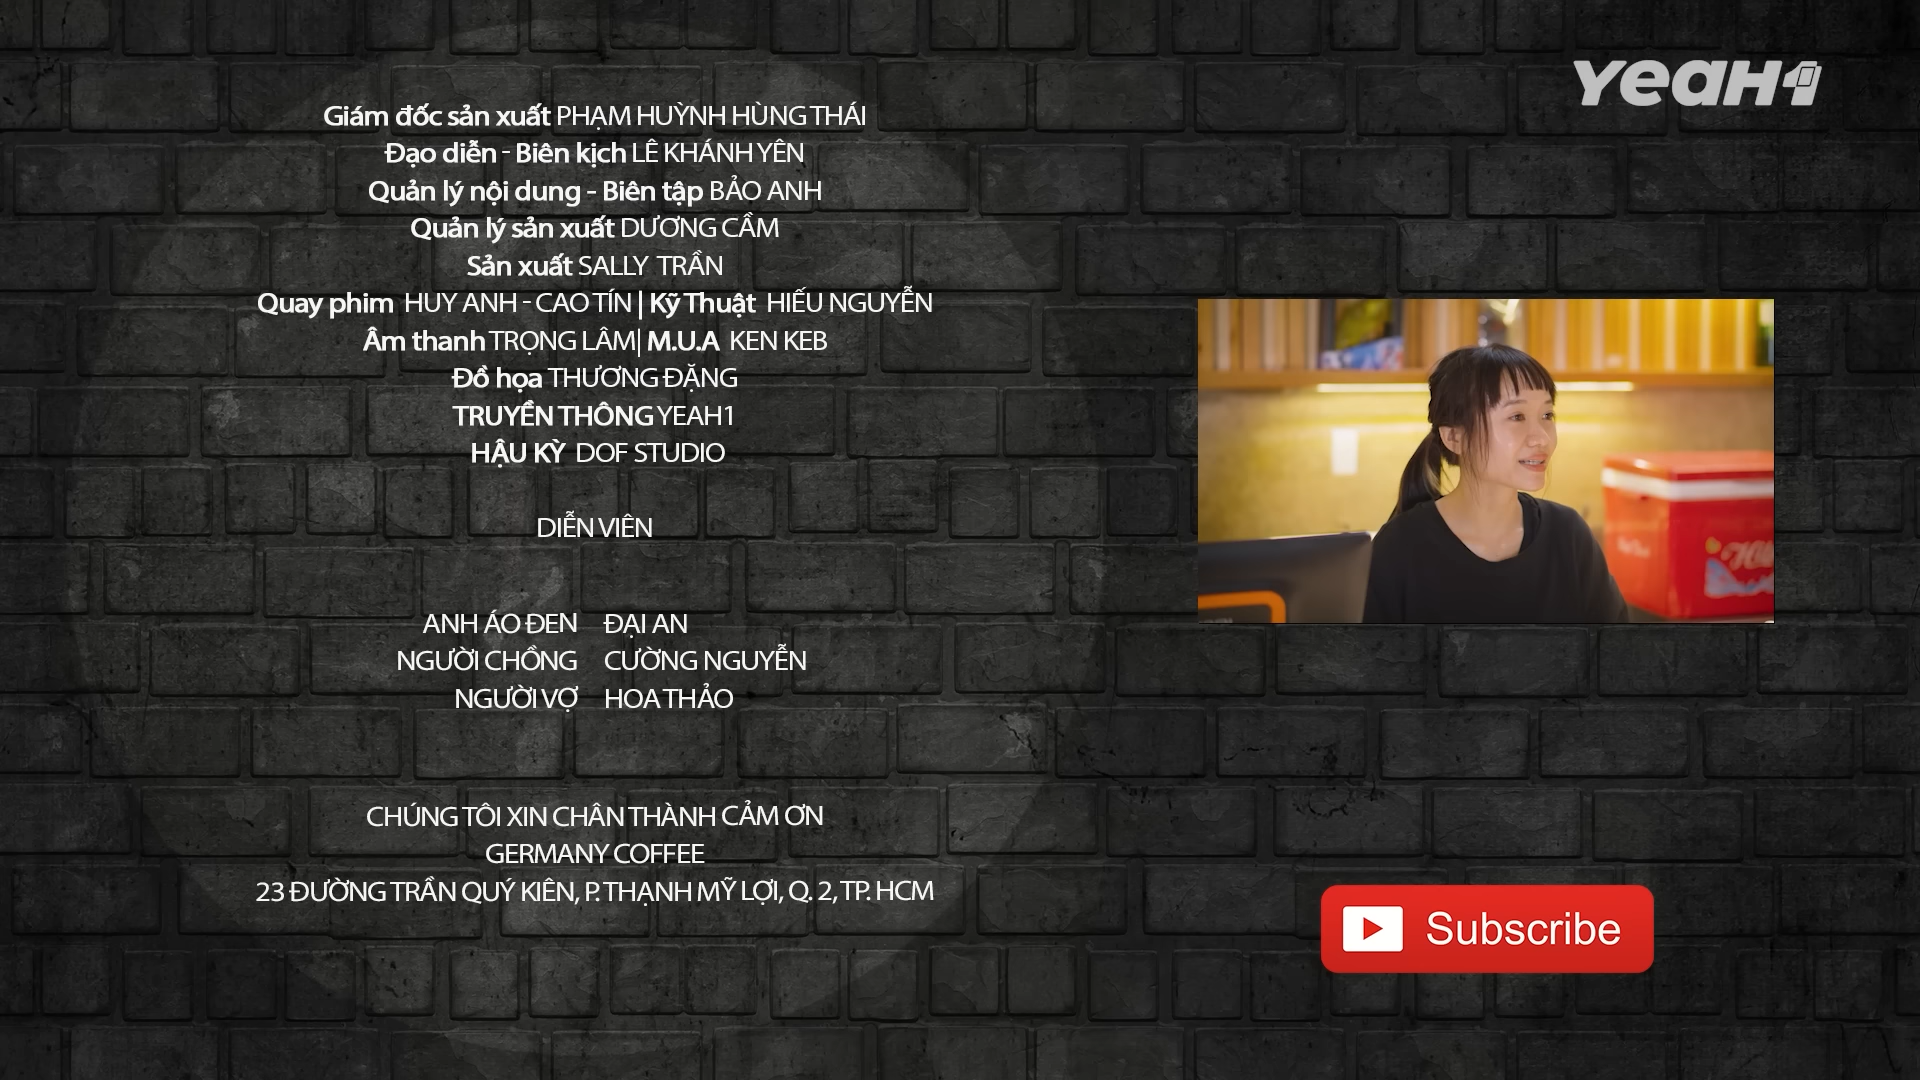 YEAH1
Giám đốc sản xuất PHẠM HUỲNH HÙNG THÁI
Đạo diễn - Biên kịch LÊ KHÁNH YÊN
Quản lý nội dung - Biên tập BẢO ANH
Quản lý sản xuất DƯƠNG CẦM
Sản xuất SALLY TRẦN
Quay phim HUY ANH - CAO TÍN | Kỹ Thuật HIẾU NGUYỄN
Âm thanh TRỌNG LÂM| M.U.A KEN KEB
Đồ họa THƯƠNG ĐẶNG
TRUYỀN THÔNG YEAH1
HẬU KỲ DOF STUDIO
DIỄN VIÊN
ANH ÁO ĐEN ĐẠI AN
NGƯỜI CHỒNG CƯỜNG NGUYỄN
NGƯỜI VỢ HOA THẢO
CHÚNG TÔI XIN CHÂN THÀNH CẢM ƠN
GERMANY COFFEE
23 ĐƯỜNG TRẦN QUÝ KIÊN, P. THẠNH MỸ LỢI, Q. 2, TP. HCM
Subscribe